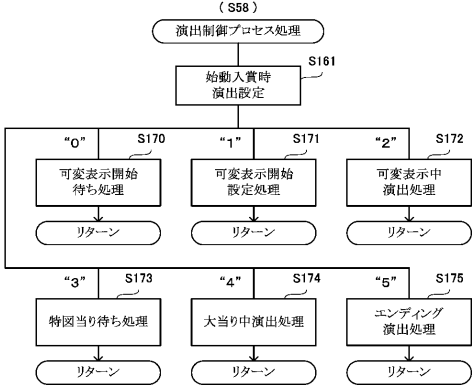 (S58)
演出制御プロセス処理
S161
始動入賞時
演出設定
“0”
S170
“1”
S171
“2”
S172
可変表示開始
待ち処理
可変表示開始
設定処理
可変表示中
演出処理
リターン
リターン
リターン
“3”
S173
“4”
S174
“5”
S175
特図当り待ち処理
大当り中演出処理
エンディング
演出処理
リターン
リターン
リターン